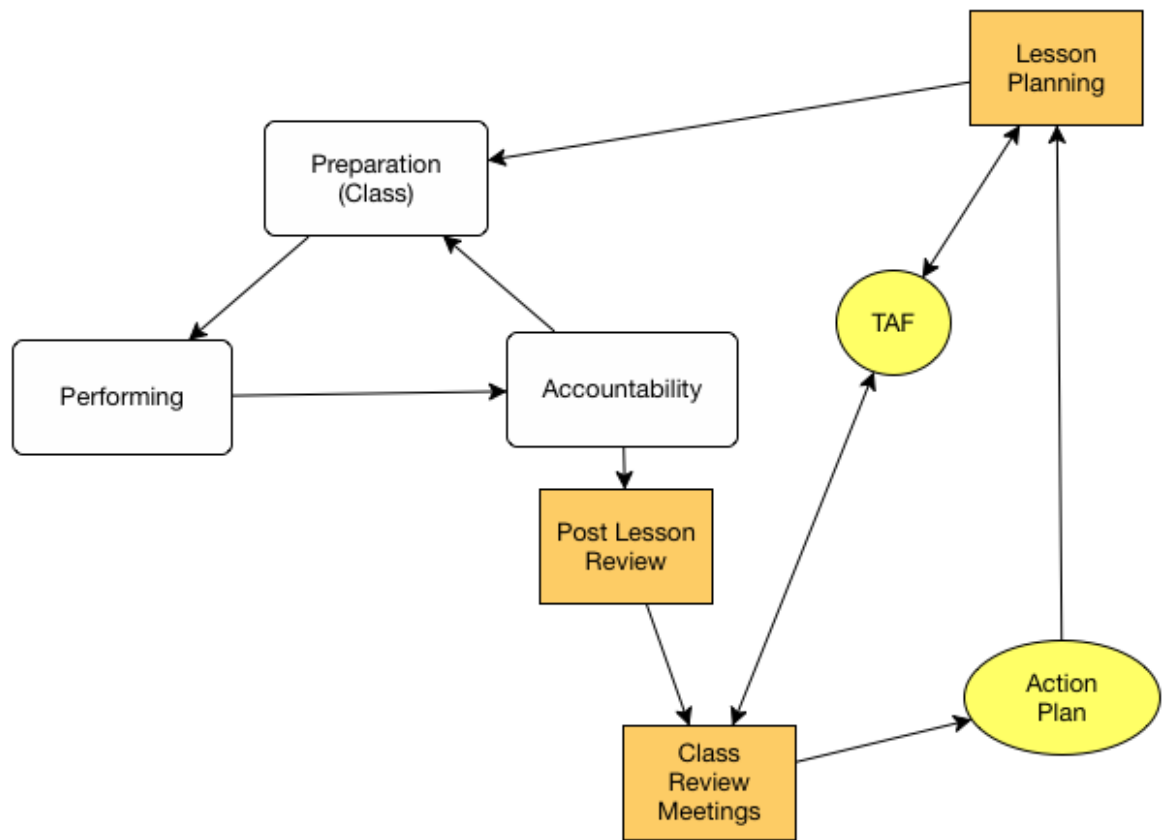 Lesson
Planning
Preparation
(Class)
TAF
Performing
Accountability
Post Lesson
Review
Action
Plan
Class
Review
Meetings